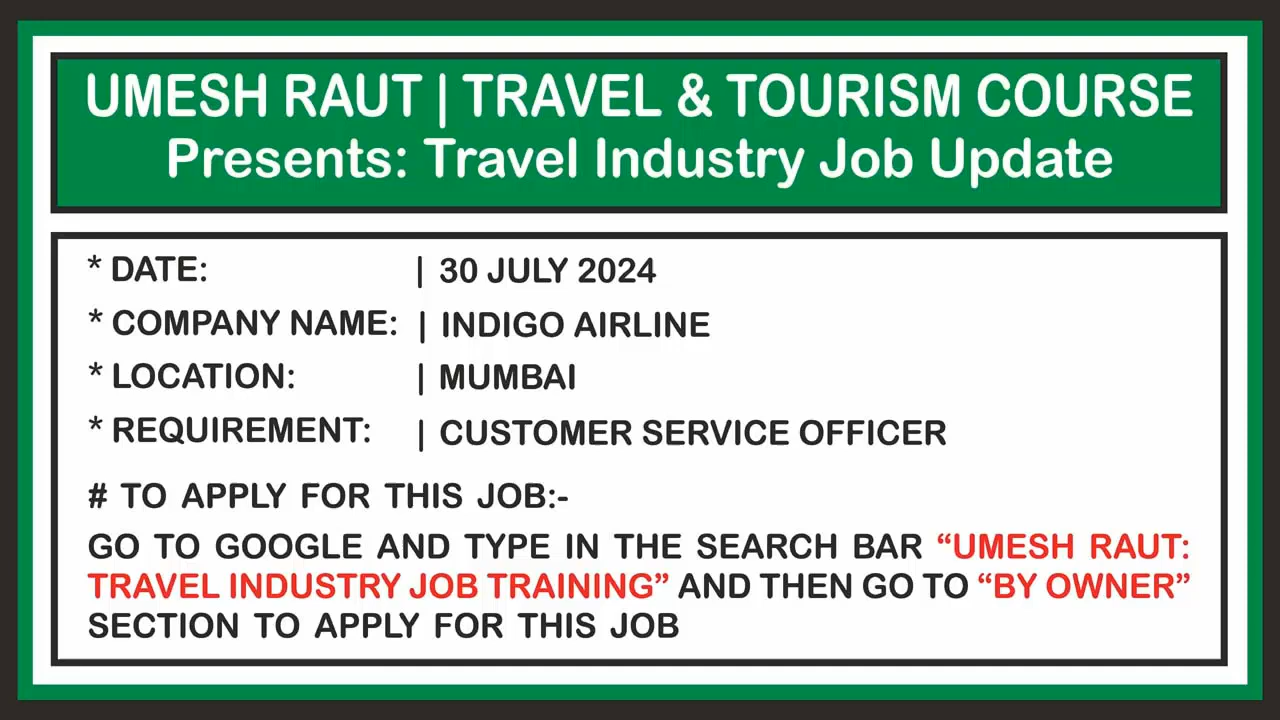 UMESH RAUT | TRAVEL & TOURISM COURSE
Presents: Travel Industry Job Update
* DATE: | 30 JULY 2024
* COMPANY NAME: | INDIGO AIRLINE
* LOCATION: | MUMBAI
* REQUIREMENT: | CUSTOMER SERVICE OFFICER
# TO APPLY FOR THIS JOB:-
GO TO GOOGLE AND TYPE IN THE SEARCH BAR “UMESH RAUT:
TRAVEL INDUSTRY JOB TRAINING” AND THEN GO TO “BY OWNER”
SECTION TO APPLY FOR THIS JOB